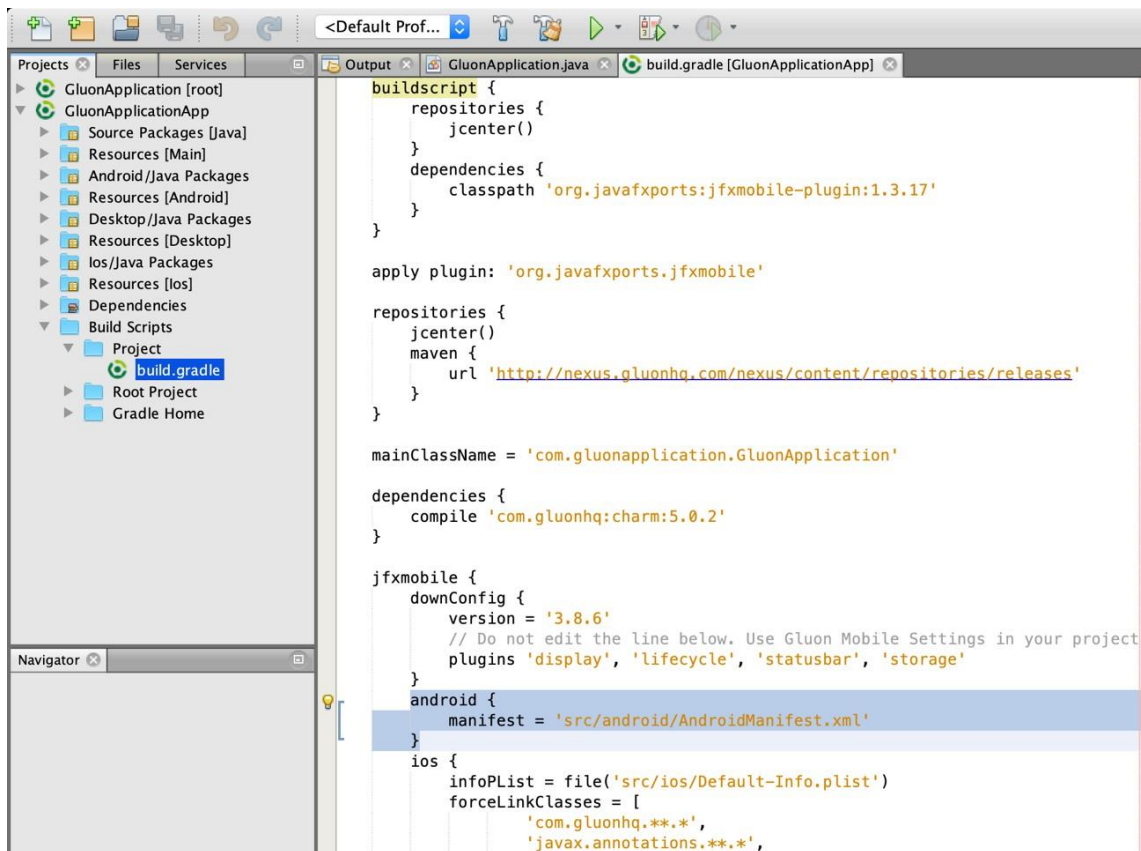 <Default Prof...
Projects
Files
Services
GluonApplication [root]
GluonApplicationApp
Source Packages [Java]
Resources [Main]
Android/Java Packages
Resources [Android]
Desktop/Java Packages
Resources [Desktop]
Ios/Java Packages
Resources [Ios]
Dependencies
Build Scripts
Project
build.gradle
Root Project
Gradle Home
Navigator
Output
GluonApplication.java
build.gradle [GluonApplicationApp]
buildscript {
    repositories {
        jcenter()
    }
    dependencies {
        classpath 'org.javafxports:jfxmobile-plugin:1.3.17'
    }
}
apply plugin: 'org.javafxports.jfxmobile'
repositories {
    jcenter()
    maven {
        url 'http://nexus.gluonhq.com/nexus/content/repositories/releases'
    }
}
mainClassName = 'com.gluonapplication.GluonApplication'
dependencies {
    compile 'com.gluonhq:charm:5.0.2'
}
jfxmobile {
    downConfig {
        version = '3.8.6'
        // Do not edit the line below. Use Gluon Mobile Settings in your project
        plugins 'display', 'lifecycle', 'statusbar', 'storage'
    }
    android {
        manifest = 'src/android/AndroidManifest.xml'
    }
    ios {
        infoPList = file('src/ios/Default-Info.plist')
        forceLinkClasses = [
                'com.gluonhq.**.*',
                'javax.annotations.**.*',